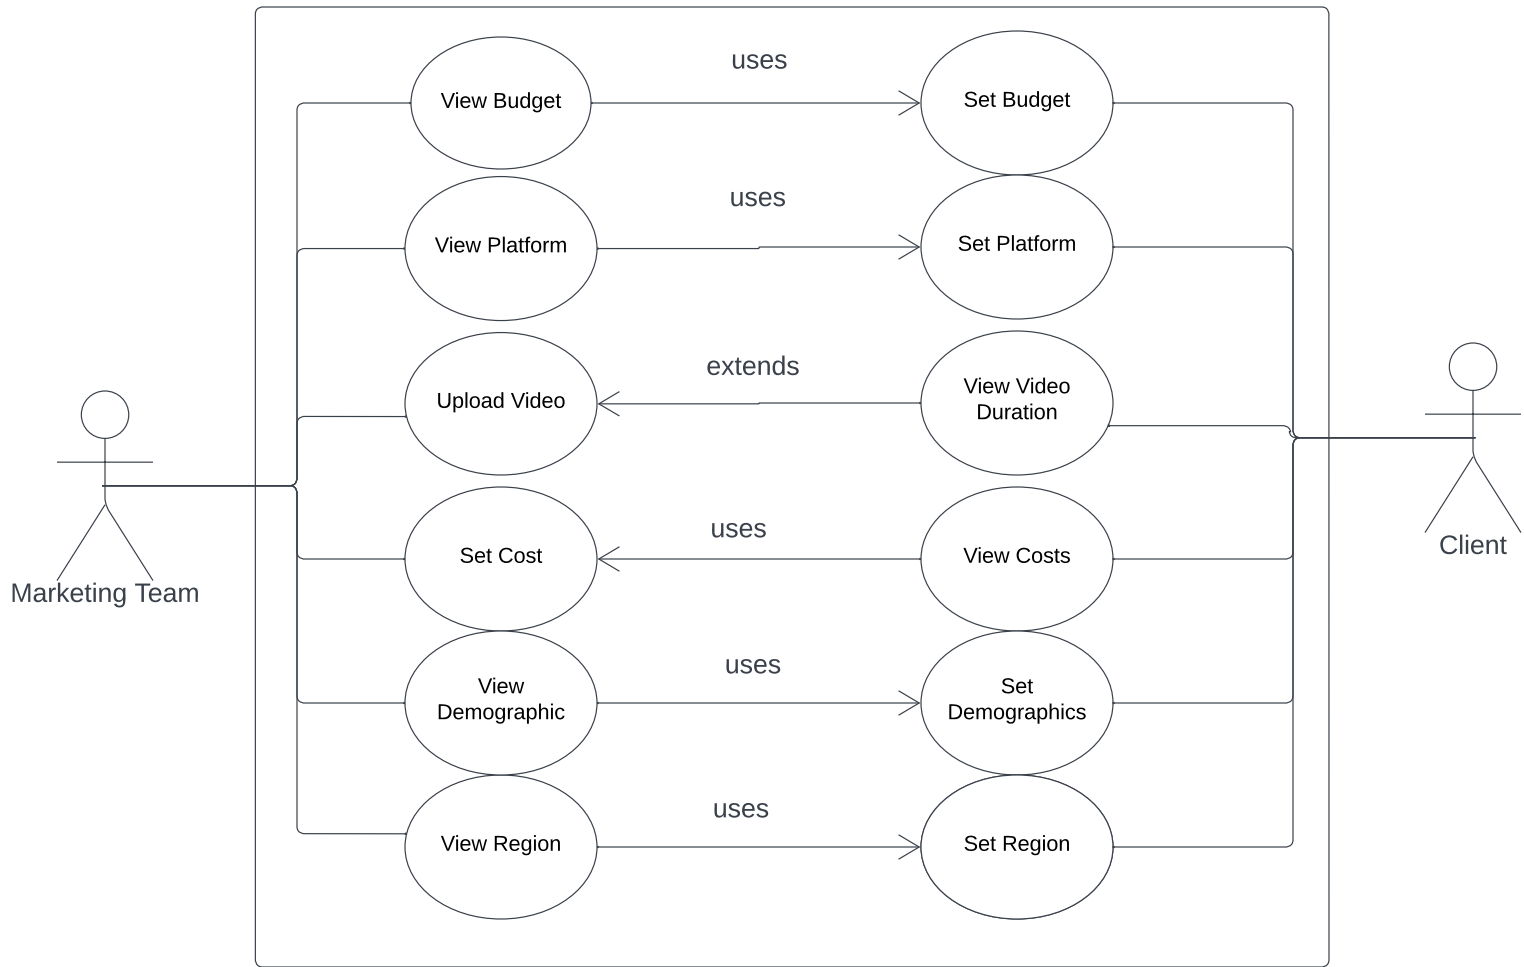 uses
View Budget
Set Budget
uses
View Platform
Set Platform
extends
Upload Video
View Video
Duration
uses
Set Cost
View Costs
Client
Marketing Team
uses
View
Demographic
Set
Demographics
uses
View Region
Set Region